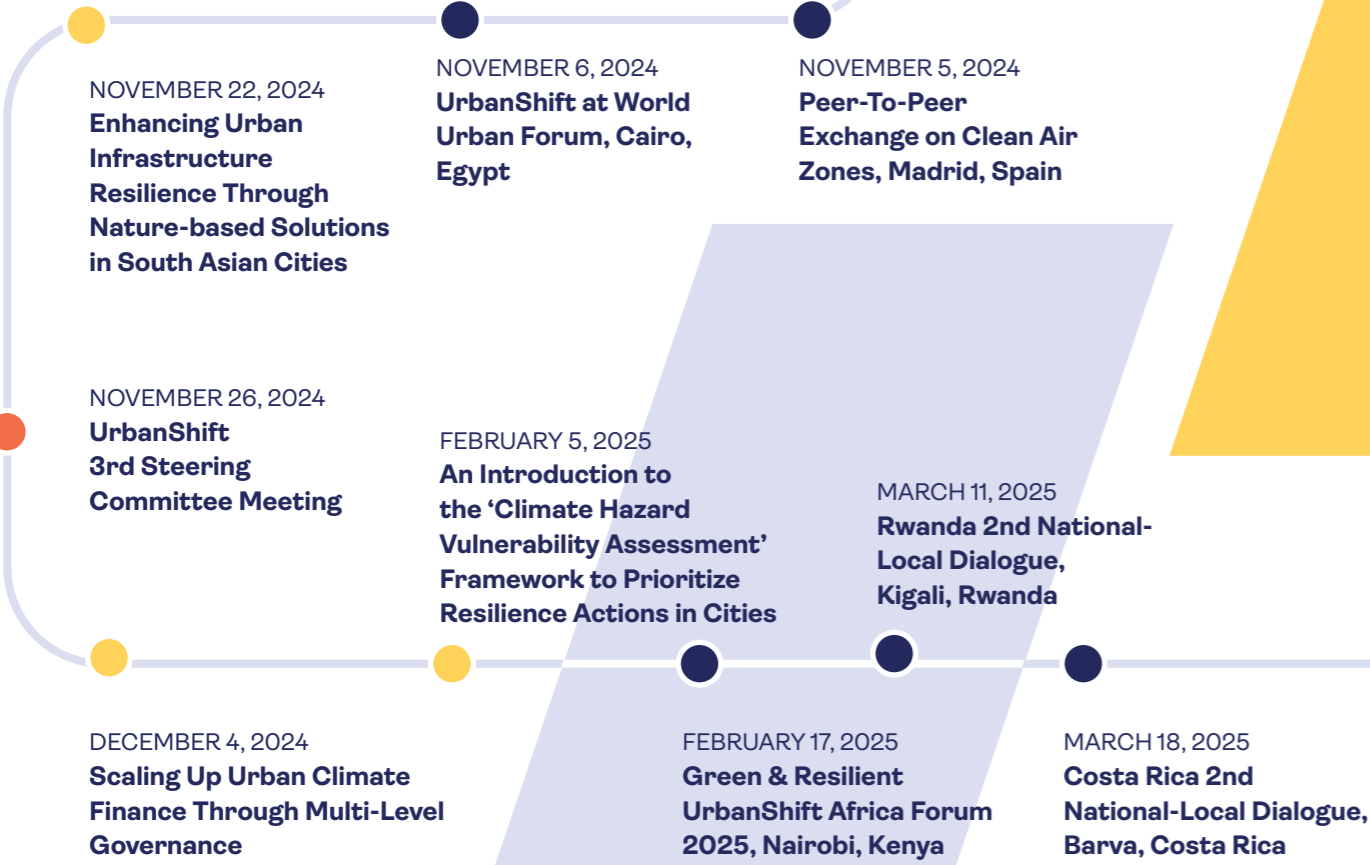 NOVEMBER 5, 2024
Peer-To-Peer
Exchange on Clean Air
Zones, Madrid, Spain
NOVEMBER 6, 2024
UrbanShift at World
Urban Forum, Cairo,
Egypt
NOVEMBER 22, 2024
Enhancing Urban
Infrastructure
Resilience Through
Nature-based Solutions
in South Asian Cities
NOVEMBER 26, 2024
UrbanShift
3rd Steering
Committee Meeting
DECEMBER 4, 2024
Scaling Up Urban Climate
Finance Through Multi-Level
Governance
FEBRUARY 5, 2025
An Introduction to
the ‘Climate Hazard
Vulnerability Assessment’
Framework to Prioritize
Resilience Actions in Cities
FEBRUARY 17, 2025
Green & Resilient
UrbanShift Africa Forum
2025, Nairobi, Kenya
MARCH 11, 2025
Rwanda 2nd National-
Local Dialogue,
Kigali, Rwanda
MARCH 18, 2025
Costa Rica 2nd
National-Local Dialogue,
Barva, Costa Rica